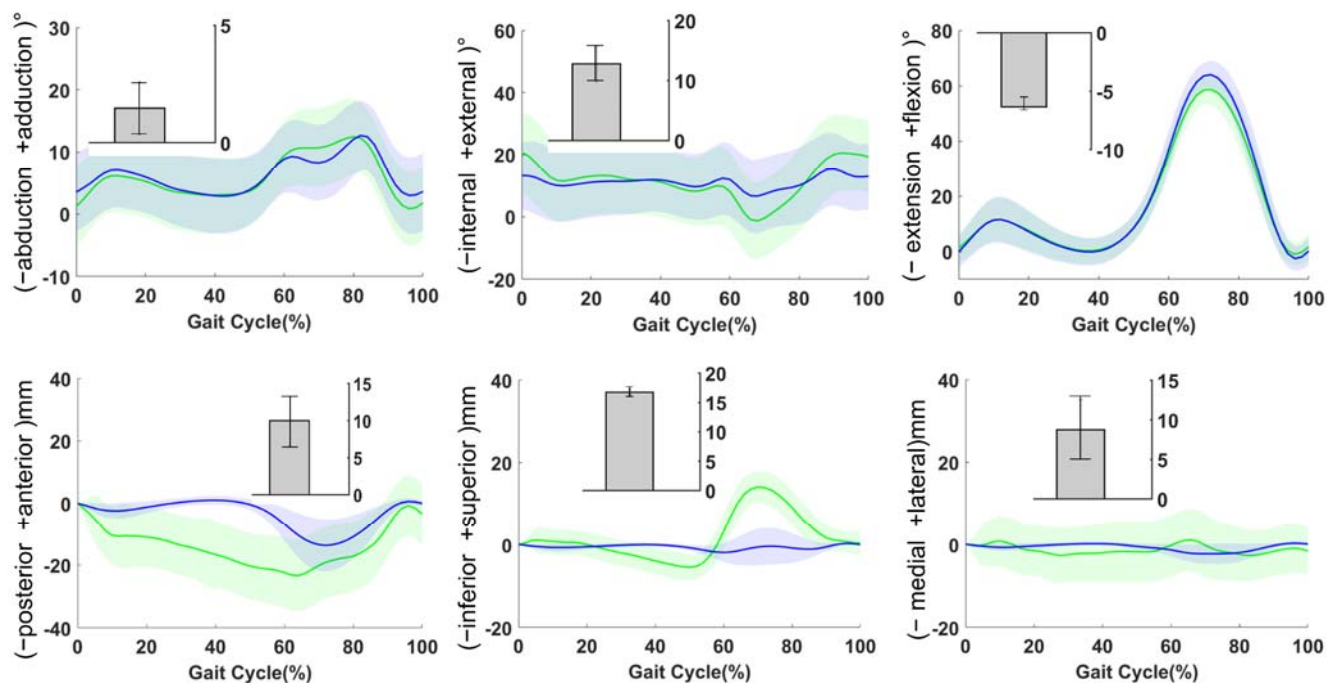 (−abduction +adduction)°
30
20
10
0
-10
5
0
0 20 40 60 80 100
Gait Cycle(%)
(−internal +external )°
60
40
20
0
-20
20
10
0
0 20 40 60 80 100
Gait Cycle(%)
(− extension +flexion)°
80
60
40
20
0
0
-5
-10
0 20 40 60 80 100
Gait Cycle(%)
(−posterior +anterior )mm
40
20
0
-20
-40
15
10
5
0
0 20 40 60 80 100
Gait Cycle(%)
(−inferior +superior)mm
40
20
0
-20
20
15
10
5
0
0 20 40 60 80 100
Gait Cycle(%)
(− medial +lateral)mm
40
20
0
-20
15
10
5
0
0 20 40 60 80 100
Gait Cycle(%)